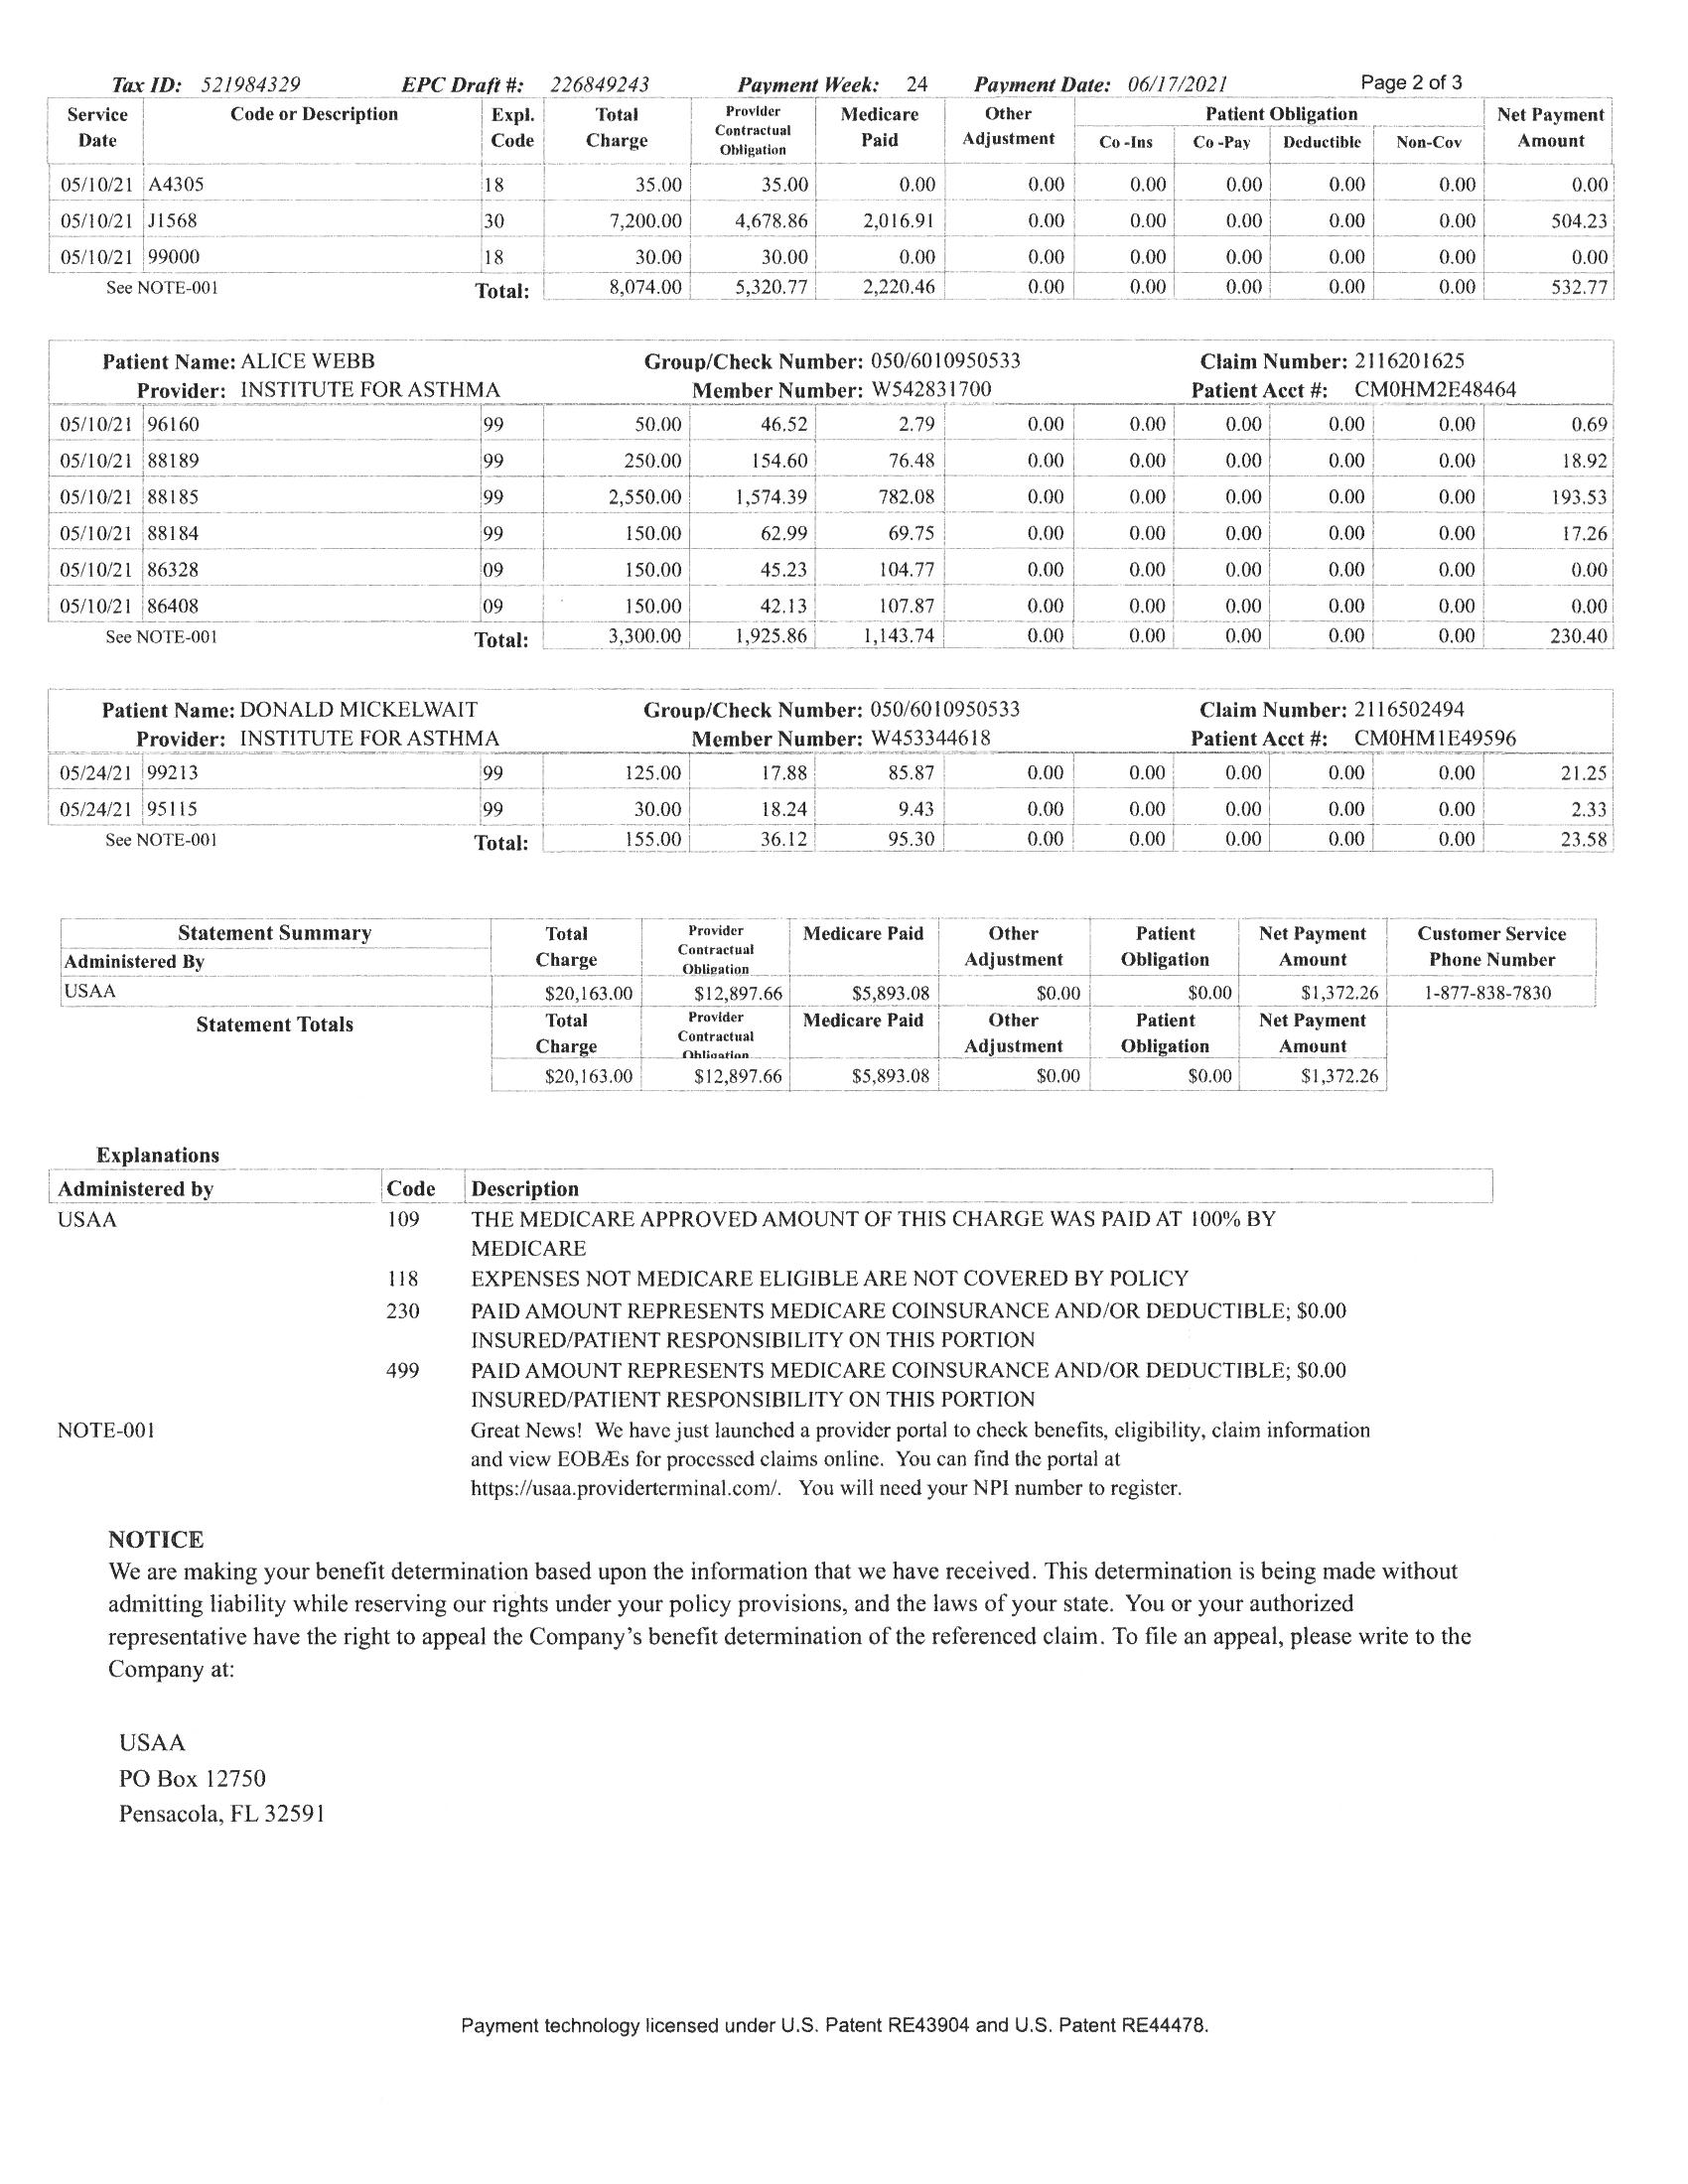 Tax ID: 521984329 EPC Draft #: 226849243 Payment Week: 24 Payment Date: 06/17/2021 Page 2 of 3
Service Date Code or Description Expl. Code Total Charge Provider Contractual Obligation Medicare Paid Other Adjustment Patient Obligation Co -Ins Co -Pay Deductible Non-Cov Net Payment Amount
05/10/21 A4305 18 35.00 35.00 0.00 0.00 0.00 0.00 0.00 0.00 0.00
05/10/21 J1568 30 7,200.00 4,678.86 2,016.91 0.00 0.00 0.00 0.00 0.00 504.23
05/10/21 99000 18 30.00 30.00 0.00 0.00 0.00 0.00 0.00 0.00 0.00
See NOTE-001 Total: 8,074.00 5,320.77 2,220.46 0.00 0.00 0.00 0.00 0.00 532.77
Patient Name: ALICE WEBB Group/Check Number: 050/6010950533 Claim Number: 2116201625
Provider: INSTITUTE FOR ASTHMA Member Number: W542831700 Patient Acct #: CM0HM2E48464
05/10/21 96160 99 50.00 46.52 2.79 0.00 0.00 0.00 0.00 0.00 0.69
05/10/21 88189 99 250.00 154.60 76.48 0.00 0.00 0.00 0.00 0.00 18.92
05/10/21 88185 99 2,550.00 1,574.39 782.08 0.00 0.00 0.00 0.00 0.00 193.53
05/10/21 88184 99 150.00 62.99 69.75 0.00 0.00 0.00 0.00 0.00 17.26
05/10/21 86328 09 150.00 45.23 104.77 0.00 0.00 0.00 0.00 0.00 0.00
05/10/21 86408 09 150.00 42.13 107.87 0.00 0.00 0.00 0.00 0.00 0.00
See NOTE-001 Total: 3,300.00 1,925.86 1,143.74 0.00 0.00 0.00 0.00 0.00 230.40
Patient Name: DONALD MICKELWAIT Group/Check Number: 050/6010950533 Claim Number: 2116502494
Provider: INSTITUTE FOR ASTHMA Member Number: W453344618 Patient Acct #: CM0HM1E49596
05/24/21 99213 99 125.00 17.88 85.87 0.00 0.00 0.00 0.00 0.00 21.25
05/24/21 95115 99 30.00 18.24 9.43 0.00 0.00 0.00 0.00 0.00 2.33
See NOTE-001 Total: 155.00 36.12 95.30 0.00 0.00 0.00 0.00 0.00 23.58
Statement Summary Total Charge Provider Contractual Obligation Medicare Paid Other Adjustment Patient Obligation Net Payment Amount Customer Service Phone Number
Administered By
USAA $20,163.00 $12,897.66 $5,893.08 $0.00 $0.00 $1,372.26 1-877-838-7830
Statement Totals Total Charge Provider Contractual Obligation Medicare Paid Other Adjustment Patient Obligation Net Payment Amount
$20,163.00 $12,897.66 $5,893.08 $0.00 $0.00 $1,372.26
Explanations
Administered by Code Description
USAA 109 THE MEDICARE APPROVED AMOUNT OF THIS CHARGE WAS PAID AT 100% BY
MEDICARE
118 EXPENSES NOT MEDICARE ELIGIBLE ARE NOT COVERED BY POLICY
230 PAID AMOUNT REPRESENTS MEDICARE COINSURANCE AND/OR DEDUCTIBLE; $0.00
INSURED/PATIENT RESPONSIBILITY ON THIS PORTION
499 PAID AMOUNT REPRESENTS MEDICARE COINSURANCE AND/OR DEDUCTIBLE; $0.00
INSURED/PATIENT RESPONSIBILITY ON THIS PORTION
NOTE-001 Great News! We have just launched a provider portal to check benefits, eligibility, claim information
and view EOBÆs for processed claims online. You can find the portal at
https://usaa.providerterminal.com/. You will need your NPI number to register.
NOTICE
We are making your benefit determination based upon the information that we have received. This determination is being made without
admitting liability while reserving our rights under your policy provisions, and the laws of your state. You or your authorized
representative have the right to appeal the Company’s benefit determination of the referenced claim. To file an appeal, please write to the
Company at:
USAA
PO Box 12750
Pensacola, FL 32591
Payment technology licensed under U.S. Patent RE43904 and U.S. Patent RE44478.